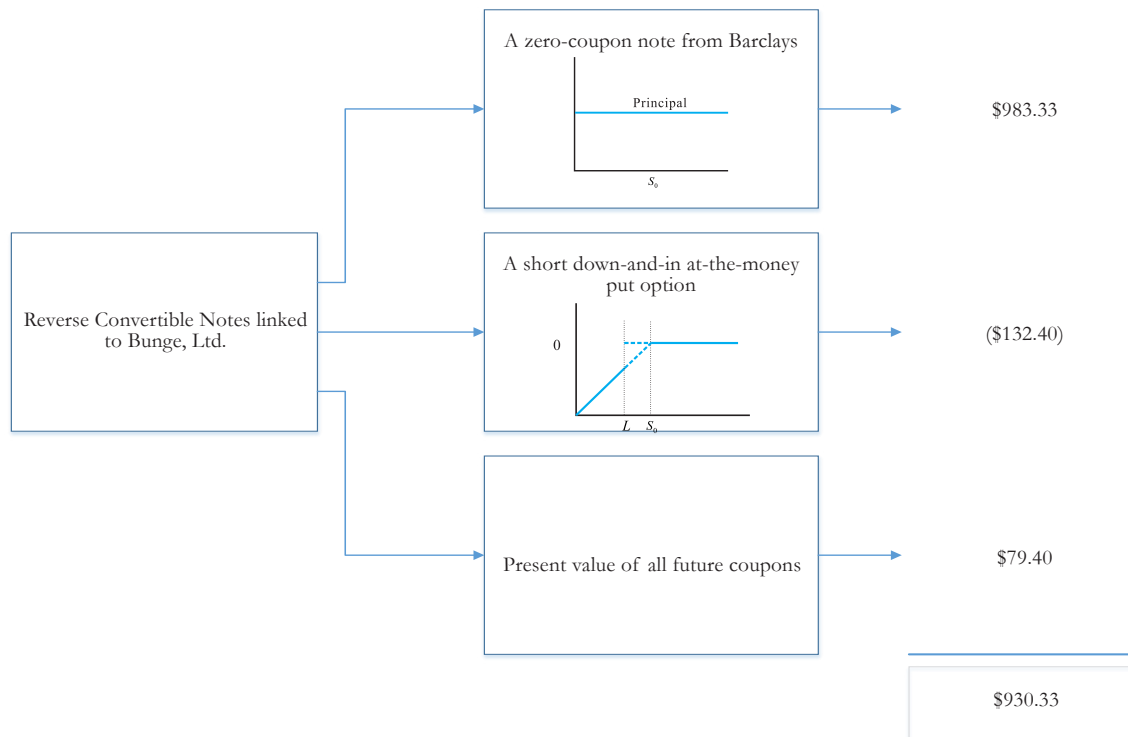 A zero-coupon note from Barclays
Principal
S₀
$983.33
Reverse Convertible Notes linked
to Bunge, Ltd.
A short down-and-in at-the-money
put option
0
L S₀
($132.40)
Present value of all future coupons
$79.40
$930.33